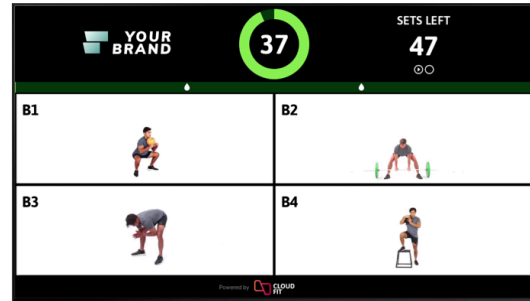 YOUR
BRAND
37
SETS LEFT
47
B1
B2
B3
B4
Powered by
CLOUD
FIT